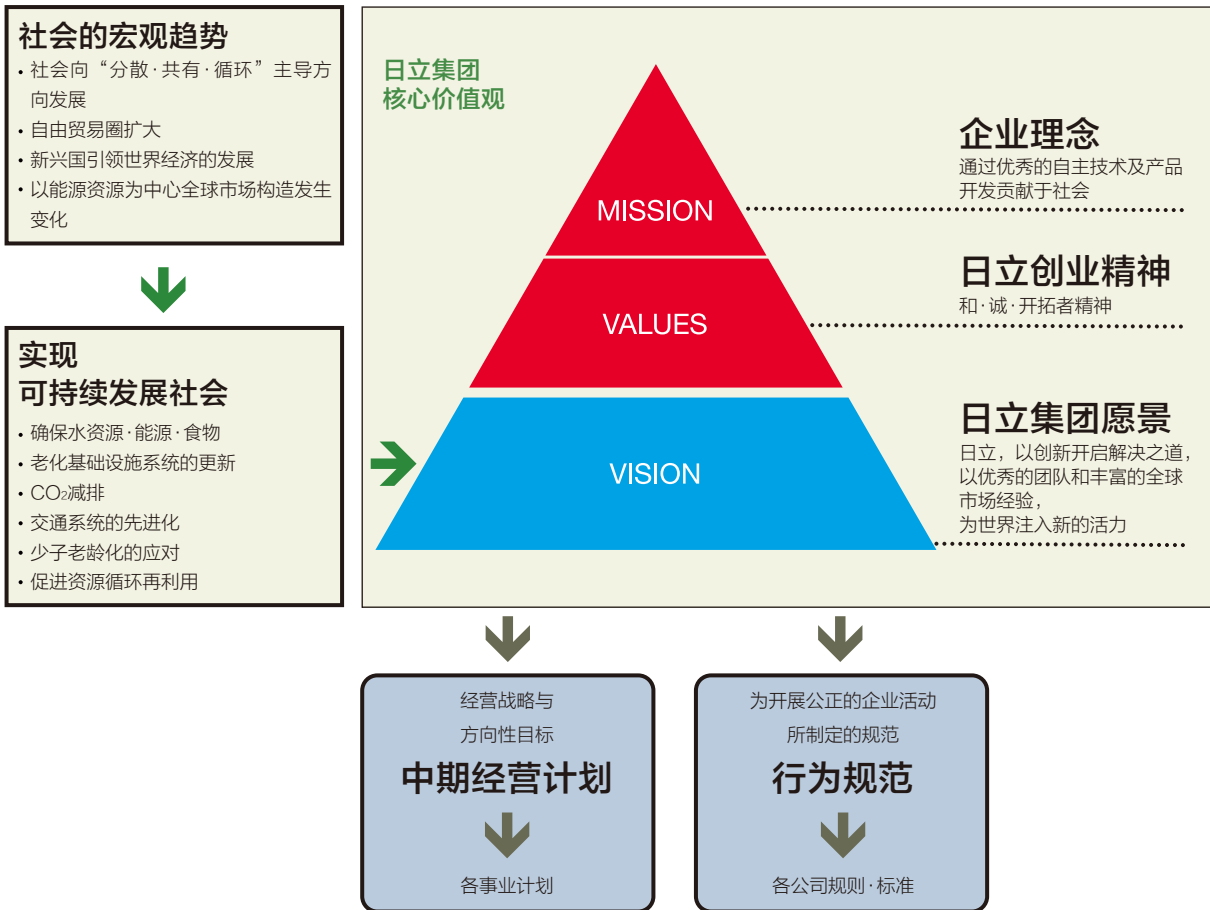 社会的宏观趋势
• 社会向“分散·共有·循环”主导方
向发展
• 自由贸易圈扩大
• 新兴国引领世界经济的发展
• 以能源资源为中心全球市场构造发生
变化
实现
可持续发展社会
• 确保水资源·能源·食物
• 老化基础设施系统的更新
• CO₂减排
• 交通系统的先进化
• 少子老龄化的应对
• 促进资源循环再利用
日立集团
核心价值观
MISSION
企业理念
通过优秀的自主技术及产品
开发贡献于社会
VALUES
日立创业精神
和·诚·开拓者精神
VISION
日立集团愿景
日立，以创新开启解决之道，
以优秀的团队和丰富的全球
市场经验，
为世界注入新的活力
经营战略与
方向性目标
中期经营计划
各事业计划
为开展公正的企业活动
所制定的规范
行为规范
各公司规则·标准